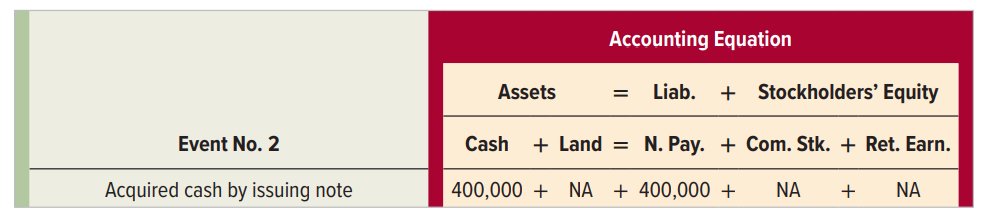 Accounting Equation
Assets = Liab. + Stockholders’ Equity
Event No. 2 Cash + Land = N. Pay. + Com. Stk. + Ret. Earn.
Acquired cash by issuing note 400,000 + NA + 400,000 + NA + NA